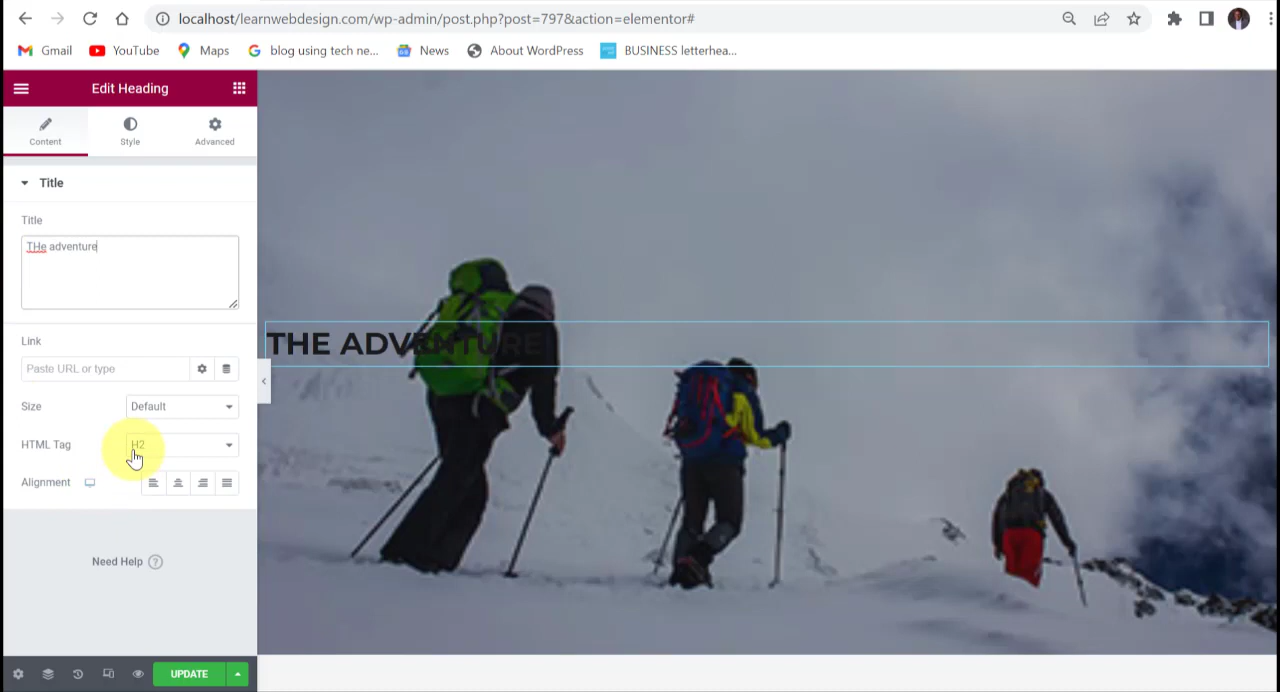 localhost/learnwebdesign.com/wp-admin/post.php?post=797&action=elementor#
Gmail YouTube Maps blog using tech ne... News About WordPress BUSINESS letterhea...
Edit Heading
Content Style Advanced
Title
Title
THe adventure
THE ADVENTURE
Link
Paste URL or type
Size Default
HTML Tag H2
Alignment
Need Help ?
UPDATE